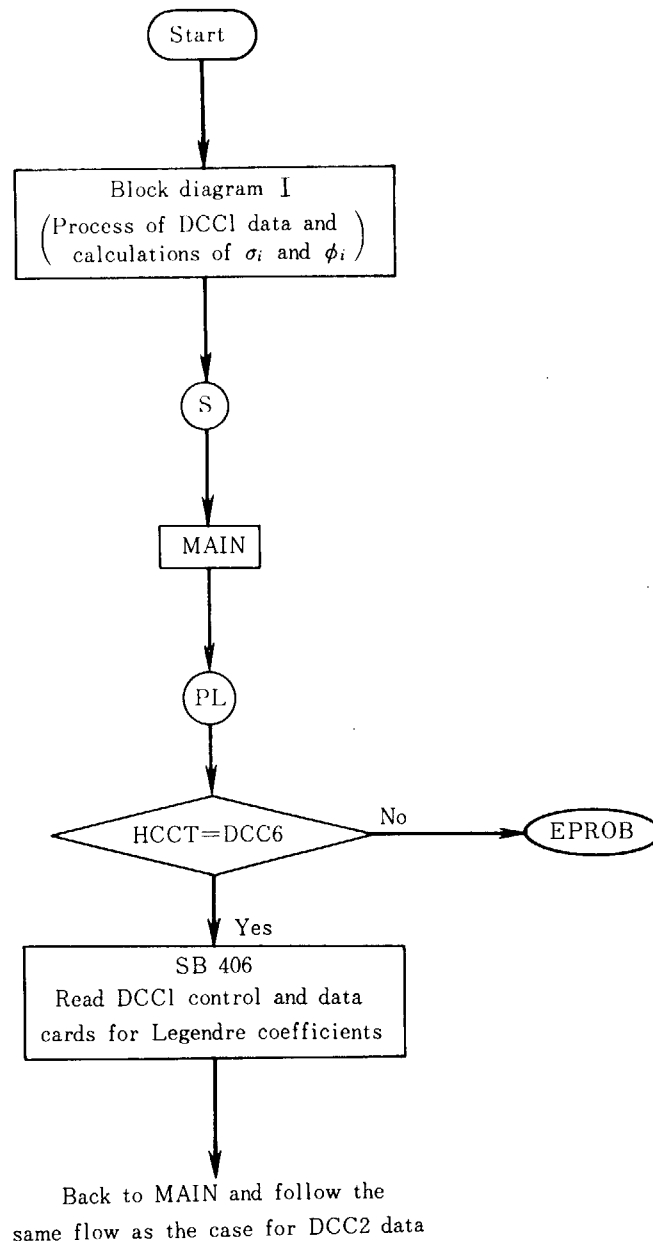 Start
Block diagram I
(Process of DCC1 data and
calculations of σi and ϕi)
S
MAIN
PL
HCCT=DCC6
No
EPROB
Yes
SB 406
Read DCC1 control and data
cards for Legendre coefficients
Back to MAIN and follow the
same flow as the case for DCC2 data